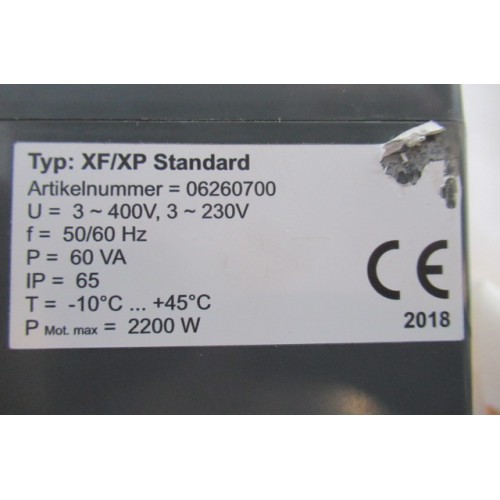 Typ: XF/XP Standard
Artikelnummer = 06260700
U = 3 ~ 400V, 3 ~ 230V
f = 50/60 Hz
P = 60 VA
IP = 65
T = -10°C ... +45°C
P Mot. max = 2200 W
CE
2018